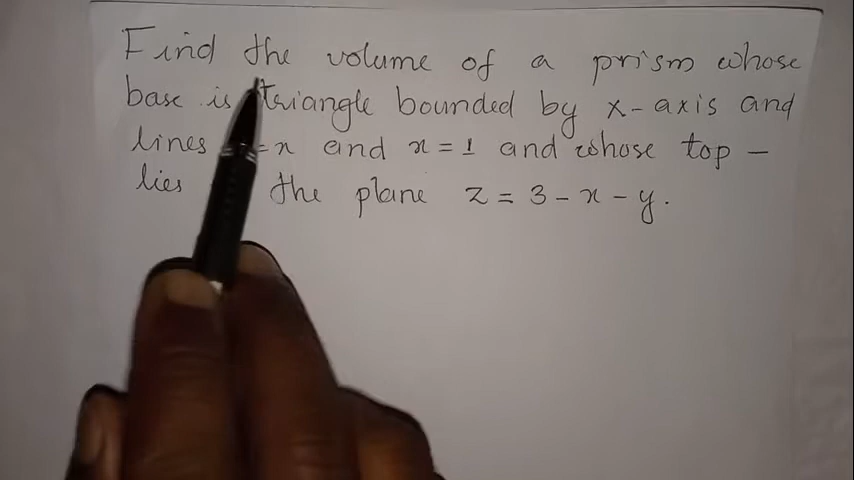 Find the volume of a prism whose
base is triangle bounded by x-axis and
lines =x and x=1 and whose top -
lies the plane z = 3-x-y.